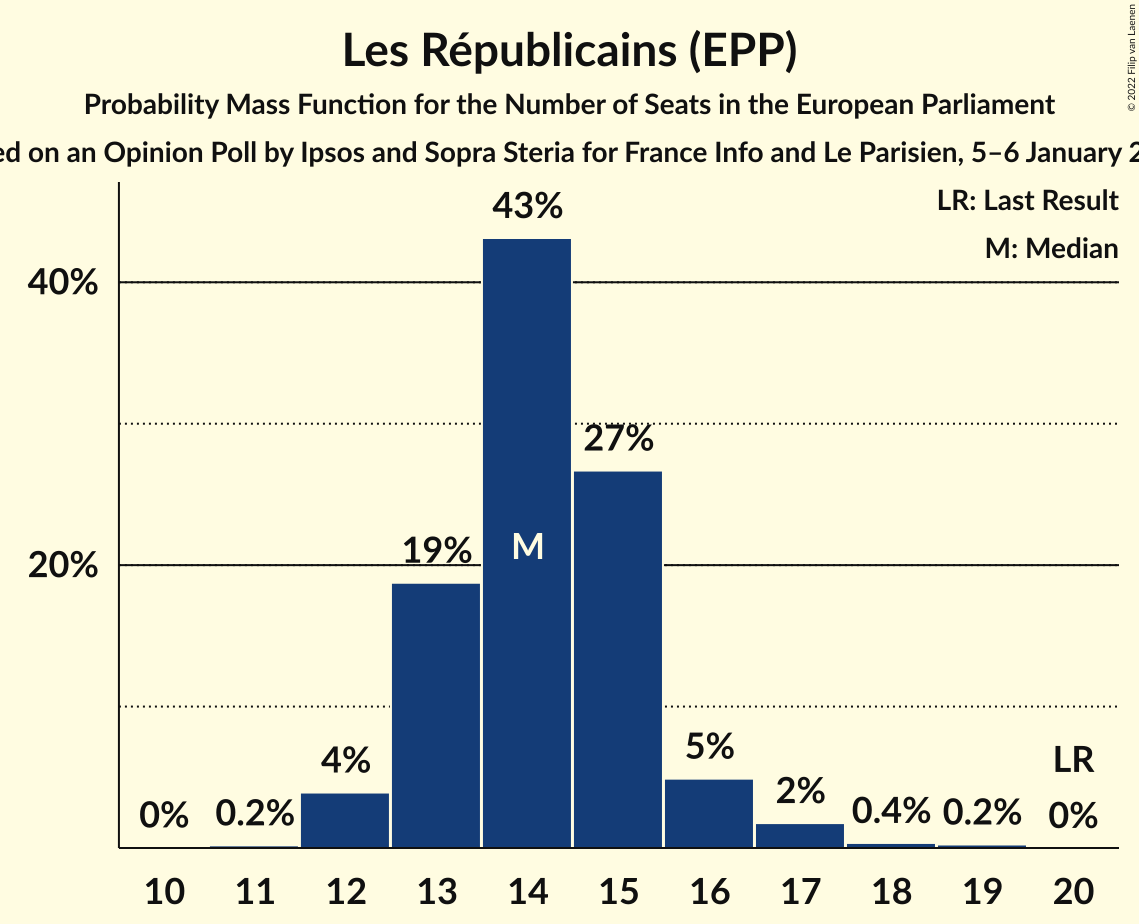 Les Républicains (EPP)
Probability Mass Function for the Number of Seats in the European Parliament
on an Opinion Poll by Ipsos and Sopra Steria for France Info and Le Parisien, 5–6 January
© 2022 Filip van Laenen
LR: Last Result
M: Median
43%
40%
27%
M
19%
20%
5%
4%
LR
2%
0%
0.2%
0.4%
0.2%
0%
10 11 12 13 14 15 16 17 18 19 20